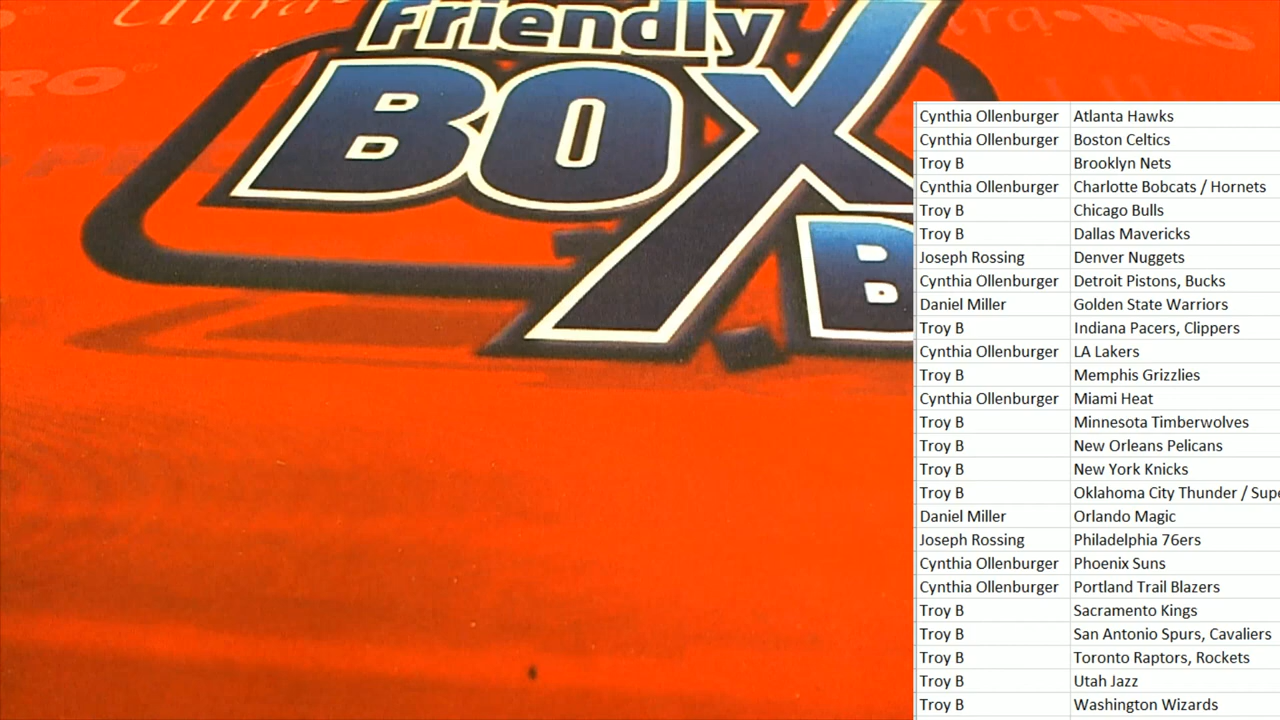 Ultra
Ultra•PRO
PRO
Friendly
BOX
B
Cynthia Ollenburger Atlanta Hawks
Cynthia Ollenburger Boston Celtics
Troy B Brooklyn Nets
Cynthia Ollenburger Charlotte Bobcats / Hornets
Troy B Chicago Bulls
Troy B Dallas Mavericks
Joseph Rossing Denver Nuggets
Cynthia Ollenburger Detroit Pistons, Bucks
Daniel Miller Golden State Warriors
Troy B Indiana Pacers, Clippers
Cynthia Ollenburger LA Lakers
Troy B Memphis Grizzlies
Cynthia Ollenburger Miami Heat
Troy B Minnesota Timberwolves
Troy B New Orleans Pelicans
Troy B New York Knicks
Troy B Oklahoma City Thunder / Supe
Daniel Miller Orlando Magic
Joseph Rossing Philadelphia 76ers
Cynthia Ollenburger Phoenix Suns
Cynthia Ollenburger Portland Trail Blazers
Troy B Sacramento Kings
Troy B San Antonio Spurs, Cavaliers
Troy B Toronto Raptors, Rockets
Troy B Utah Jazz
Troy B Washington Wizards